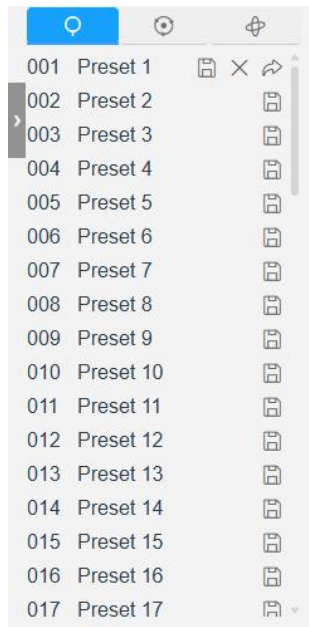 001 Preset 1
002 Preset 2
003 Preset 3
004 Preset 4
005 Preset 5
006 Preset 6
007 Preset 7
008 Preset 8
009 Preset 9
010 Preset 10
011 Preset 11
012 Preset 12
013 Preset 13
014 Preset 14
015 Preset 15
016 Preset 16
017 Preset 17